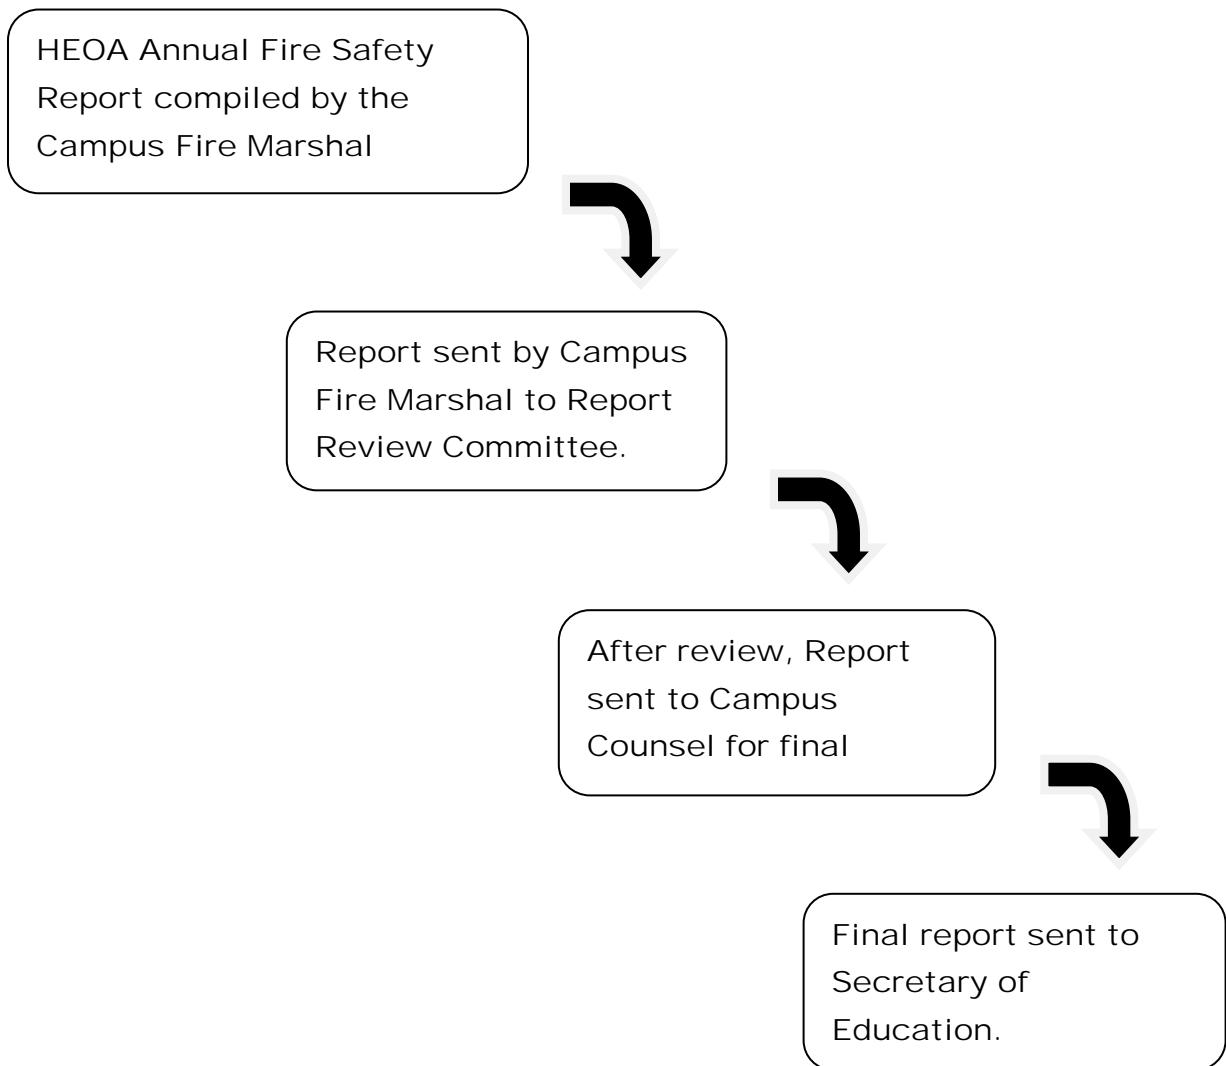 HEOA Annual Fire Safety
Report compiled by the
Campus Fire Marshal
Report sent by Campus
Fire Marshal to Report
Review Committee.
After review, Report
sent to Campus
Counsel for final
Final report sent to
Secretary of
Education.